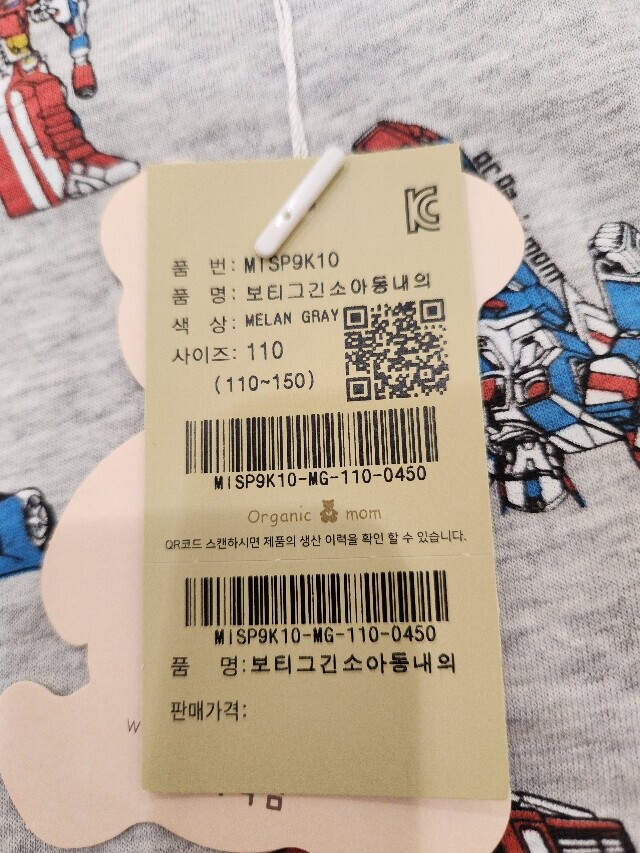 KC
품 번: MISP9K10
품 명: 보티그긴소아동내의
색 상: MELAN GRAY
사이즈: 110
(110~150)
MISP9K10-MG-110-0450
Organic mom
QR코드 스캔하시면 제품의 생산 이력을 확인 할 수 있습니다.
MISP9K10-MG-110-0450
품 명:보티그긴소아동내의
판매가격:
W
mom